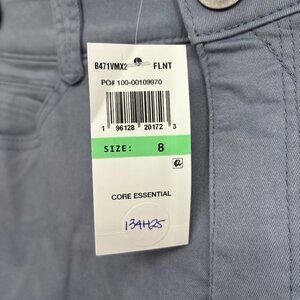 B471VMX2 FLNT
PO# 100-00109970
1 96128 20172 3
SIZE: 8
CORE ESSENTIAL
134H25